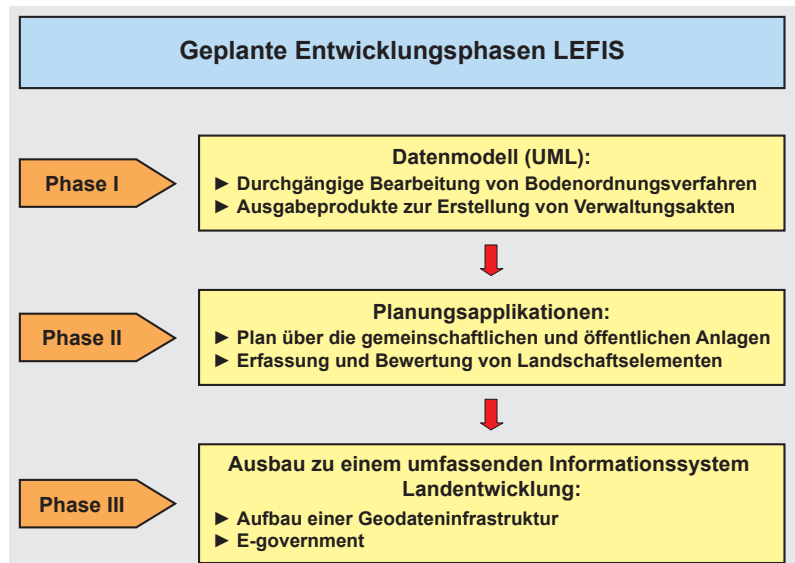 Geplante Entwicklungsphasen LEFIS
Phase I
Datenmodell (UML):
► Durchgängige Bearbeitung von Bodenordnungsverfahren
► Ausgabeprodukte zur Erstellung von Verwaltungsakten
Phase II
Planungsapplikationen:
► Plan über die gemeinschaftlichen und öffentlichen Anlagen
► Erfassung und Bewertung von Landschaftselementen
Phase III
Ausbau zu einem umfassenden Informationssystem
Landentwicklung:
► Aufbau einer Geodateninfrastruktur
► E-government